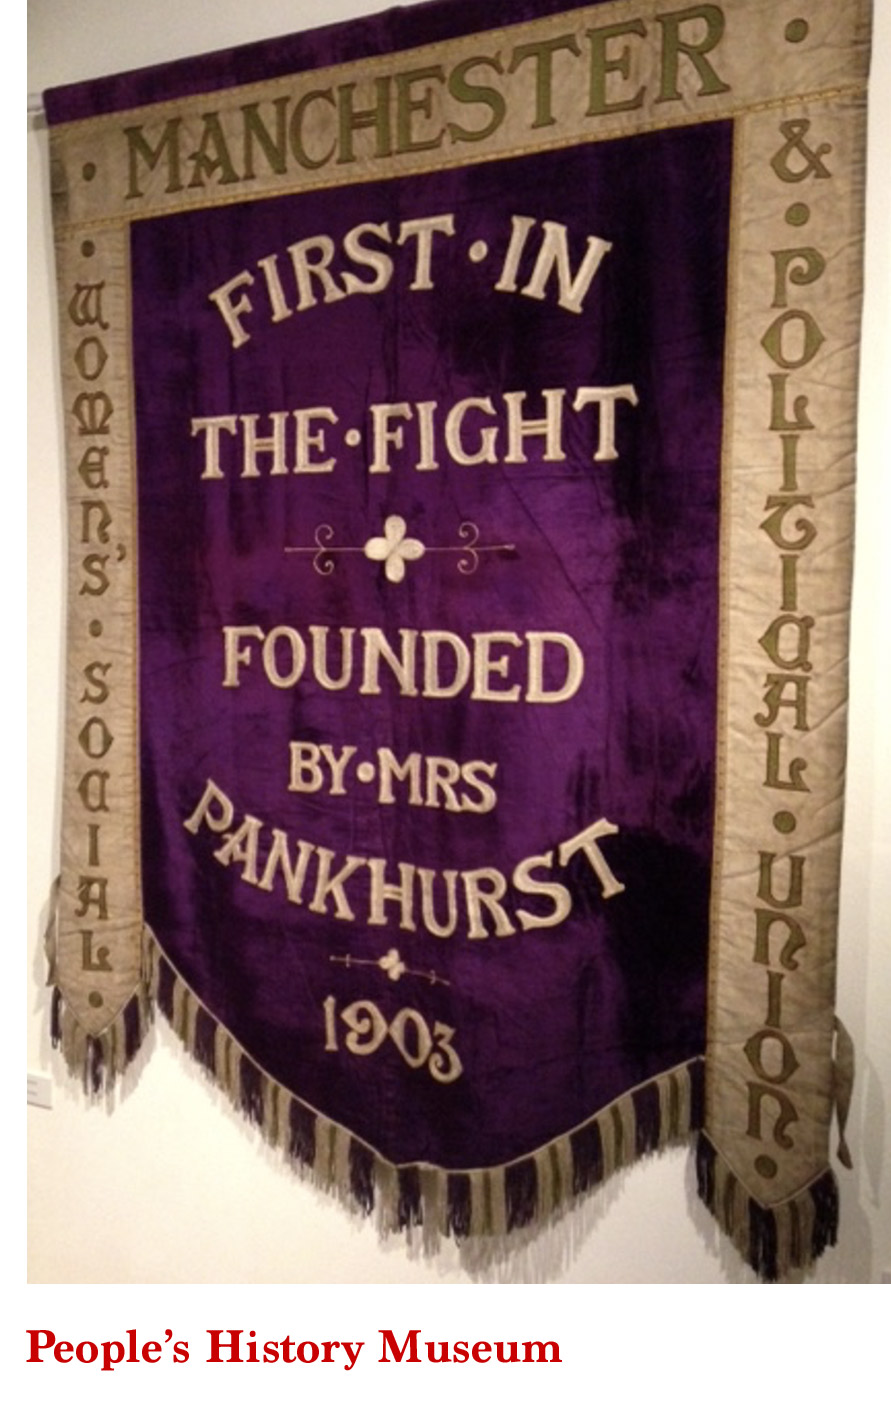 · MANCHESTER ·
· WOMEN'S · SOCIAL ·
& · POLITICAL · UNION ·
FIRST · IN
THE · FIGHT
FOUNDED
BY · MRS
PANKHURST
1903
People's History Museum